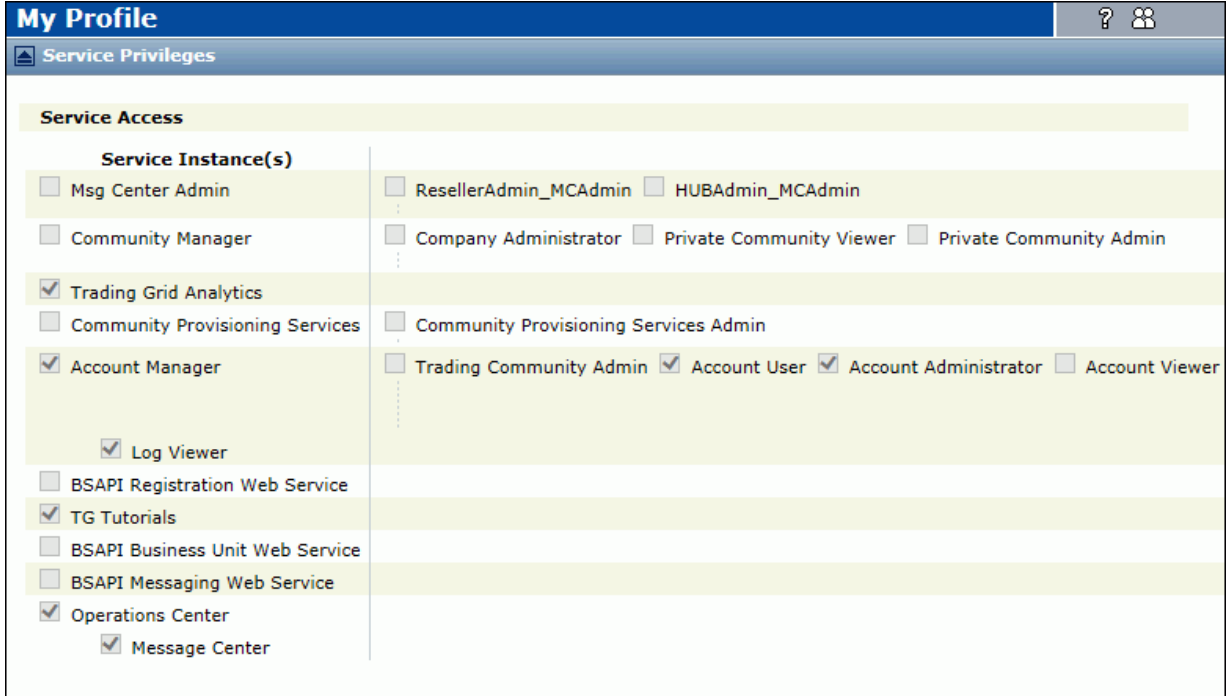 My Profile
?
Service Privileges
Service Access
Service Instance(s)
Msg Center Admin ResellerAdmin_MCAdmin HUBAdmin_MCAdmin
Community Manager Company Administrator Private Community Viewer Private Community Admin
Trading Grid Analytics
Community Provisioning Services Community Provisioning Services Admin
Account Manager Trading Community Admin Account User Account Administrator Account Viewer
Log Viewer
BSAPI Registration Web Service
TG Tutorials
BSAPI Business Unit Web Service
BSAPI Messaging Web Service
Operations Center
Message Center